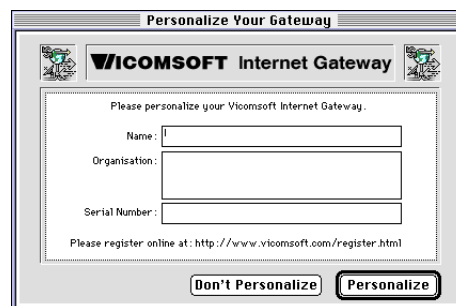 Personalize Your Gateway
VICOMSOFT Internet Gateway
Please personalize your Vicomsoft Internet Gateway.
Name:
Organisation:
Serial Number:
Please register online at: http://www.vicomsoft.com/register.html
Don't Personalize Personalize